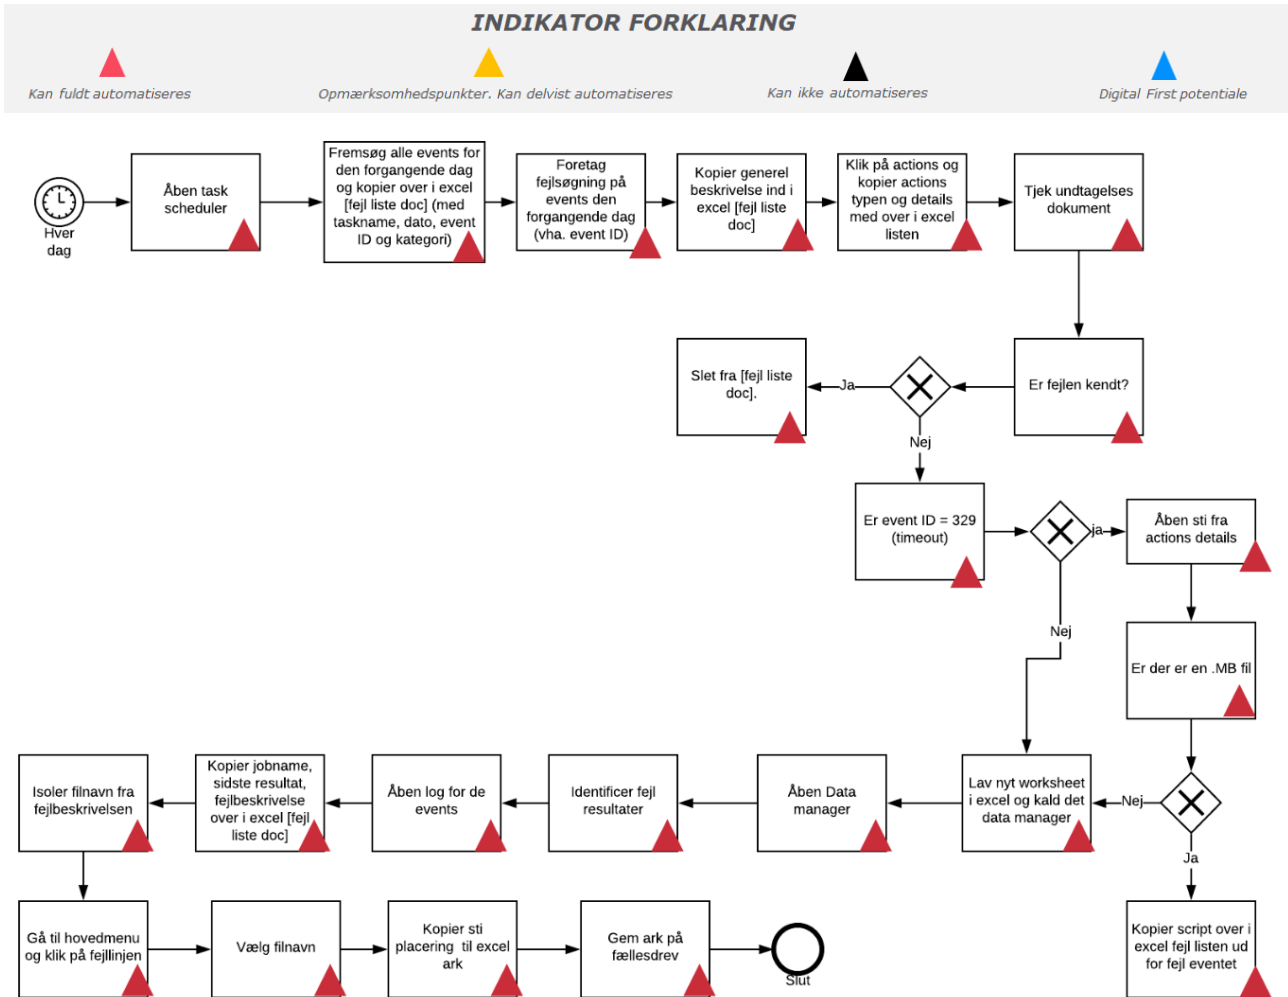 INDIKATOR FORKLARING
Kan fuldt automatiseres
Opmærksomhedspunkter. Kan delvist automatiseres
Kan ikke automatiseres
Digital First potentiale
Hver
dag
Åben task
scheduler
Fremsøg alle events for
den forgangende dag
og kopier over i excel
[fejl liste doc] (med
taskname, dato, event
ID og kategori)
Foretag
fejlsøgning på
events den
forgangende dag
(vha. event ID)
Kopier generel
beskrivelse ind i
excel [fejl liste
doc]
Klik på actions og
kopier actions
typen og details
med over i excel
listen
Tjek undtagelses
dokument
Er fejlen kendt?
Ja
Slet fra [fejl liste
doc].
Nej
Er event ID = 329
(timeout)
ja
Åben sti fra
actions details
Nej
Er der er en .MB fil
Nej
Ja
Kopier script over i
excel fejl listen ud
for fejl eventet
Lav nyt worksheet
i excel og kald det
data manager
Åben Data
manager
Identificer fejl
resultater
Åben log for de
events
Kopier jobname,
sidste resultat,
fejlbeskrivelse
over i excel [fejl
liste doc]
Isoler filnavn fra
fejlbeskrivelsen
Gå til hovedmenu
og klik på fejllinjen
Vælg filnavn
Kopier sti
placering til excel
ark
Gem ark på
fællesdrev
Slut